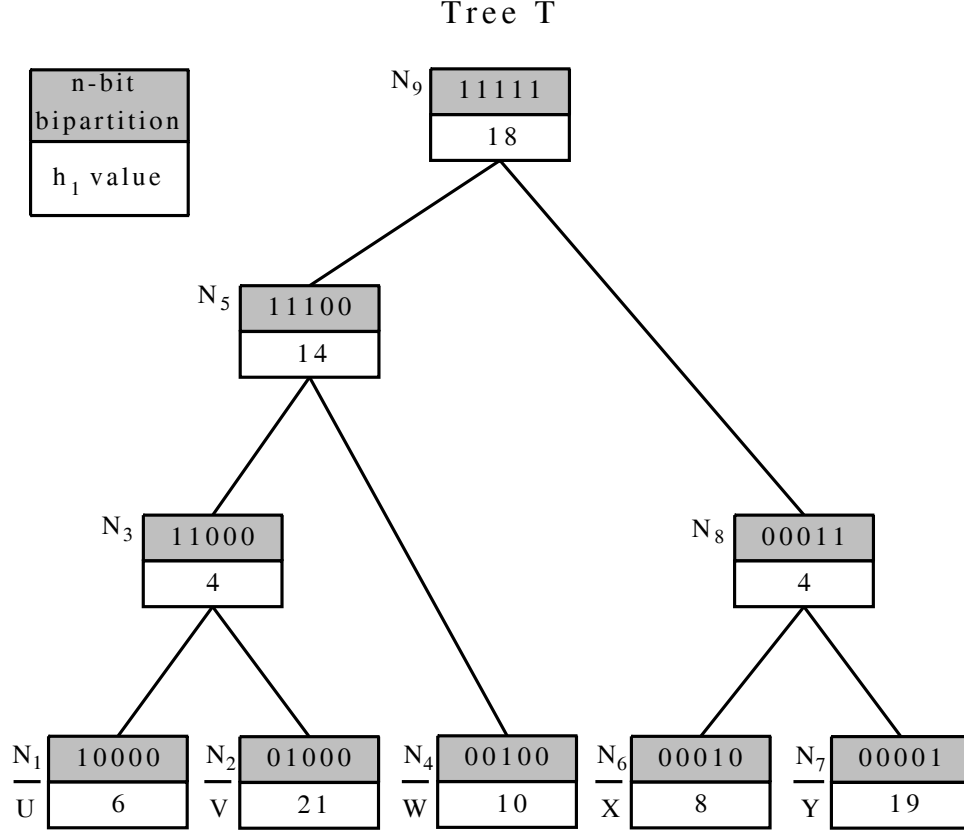 Tree T
n-bit
bipartition
h1 value
N9
11111
18
N5
11100
14
N3
11000
4
N8
00011
4
N1
U
10000
6
N2
V
01000
21
N4
W
00100
10
N6
X
00010
8
N7
Y
00001
19